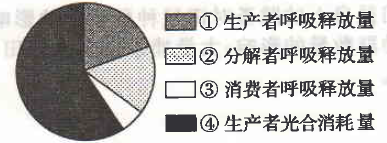 ① 生产者呼吸释放量
② 分解者呼吸释放量
③ 消费者呼吸释放量
④ 生产者光合消耗量